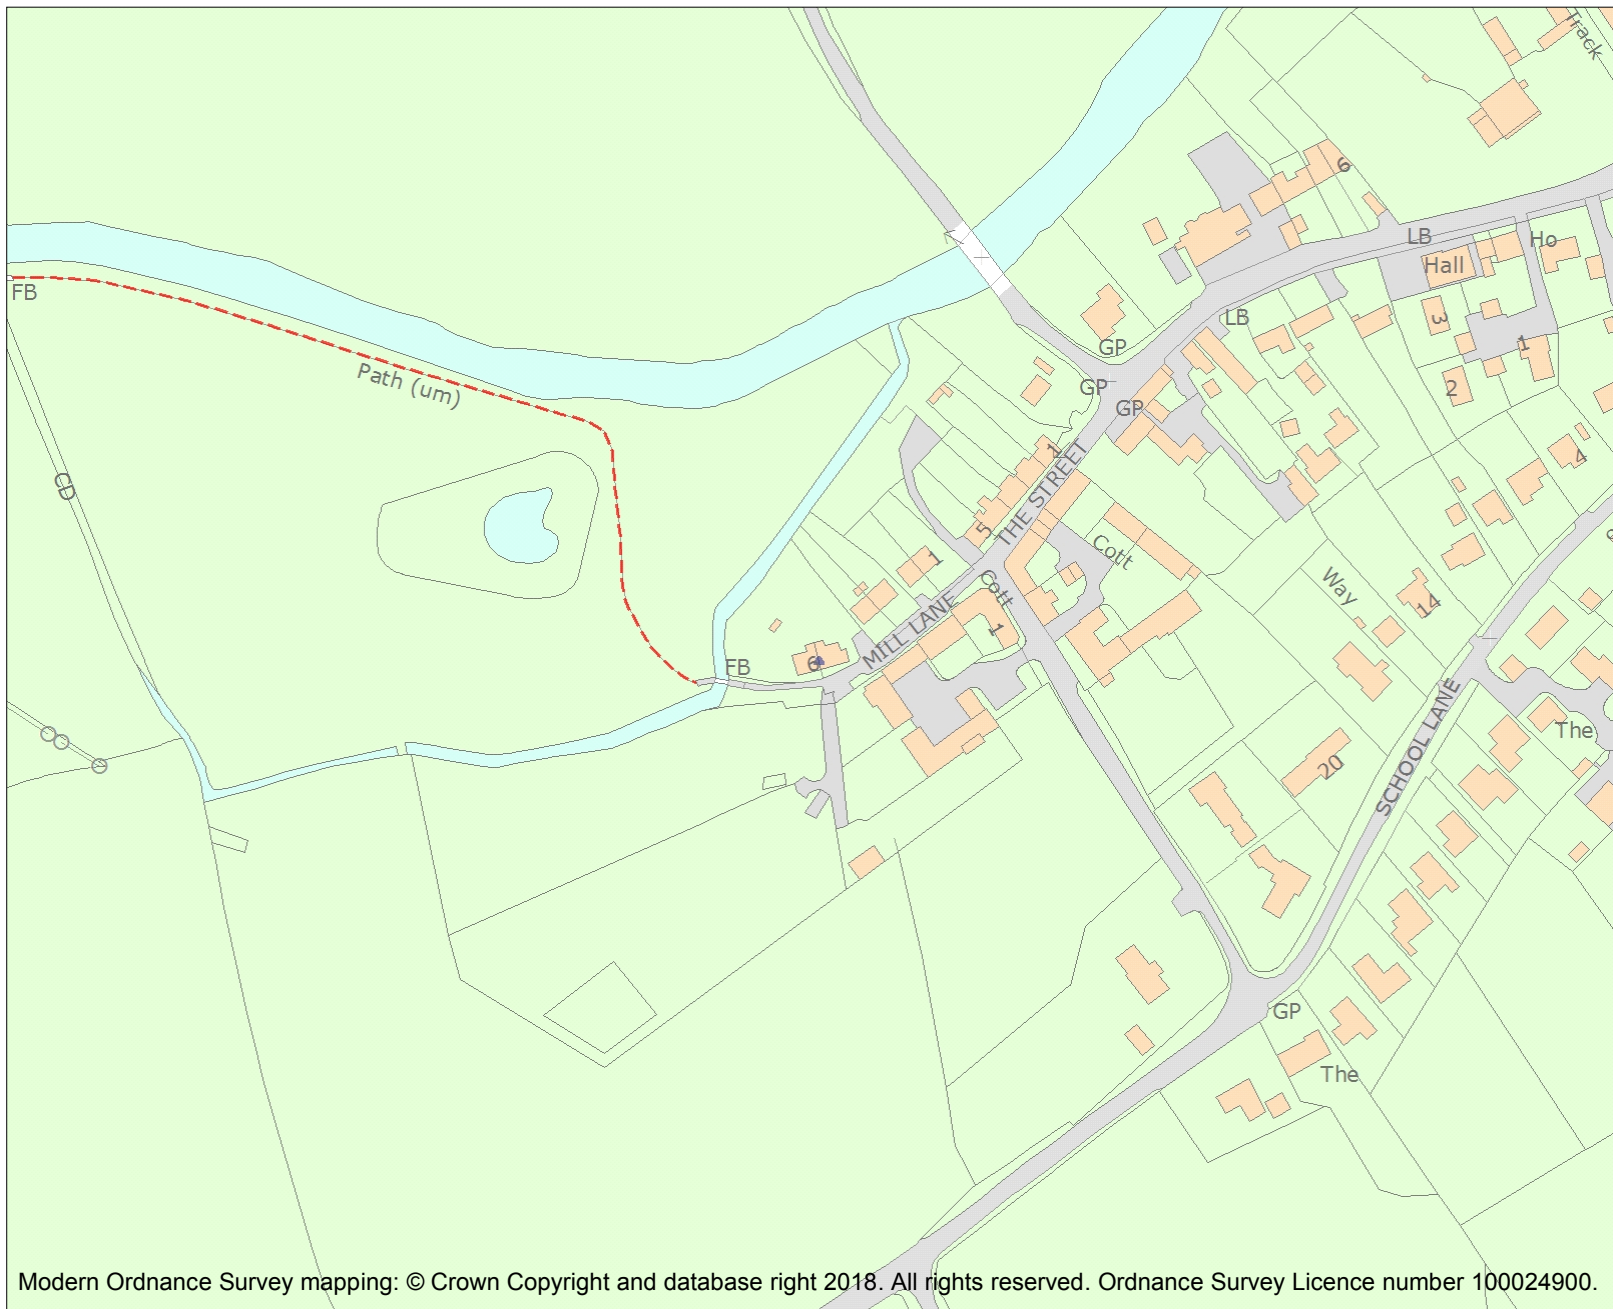 Track
6
LB
Ho
Hall
FB
3
LB
GP
1
Path (um)
GP
2
GP
1
4
CD
THE STREET
5
Cott
1
Cott
Way
14
MILL LANE
1
6
FB
SCHOOL LANE
The
20
GP
The
Modern Ordnance Survey mapping: © Crown Copyright and database right 2018. All rights reserved. Ordnance Survey Licence number 100024900.